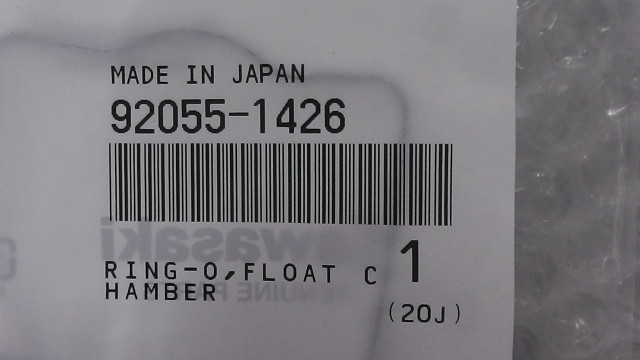 MADE IN JAPAN
92055-1426
RING-O,FLOAT C 1
HAMBER
(20J)